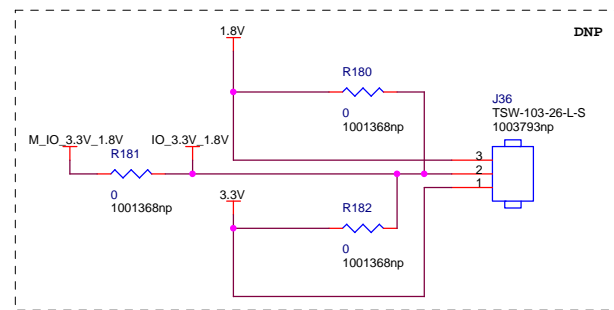 DNP
1.8V
R180
0
1001368np
J36
TSW-103-26-L-S
1003793np
M_IO_3.3V_1.8V
IO_3.3V_1.8V
R181
0
1001368np
3
2
1
3.3V
R182
0
1001368np